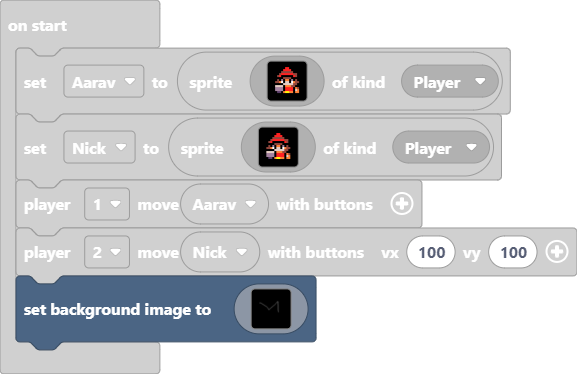 on start
set Aarav to sprite of kind Player
set Nick to sprite of kind Player
player 1 move Aarav with buttons
player 2 move Nick with buttons vx 100 vy 100
set background image to